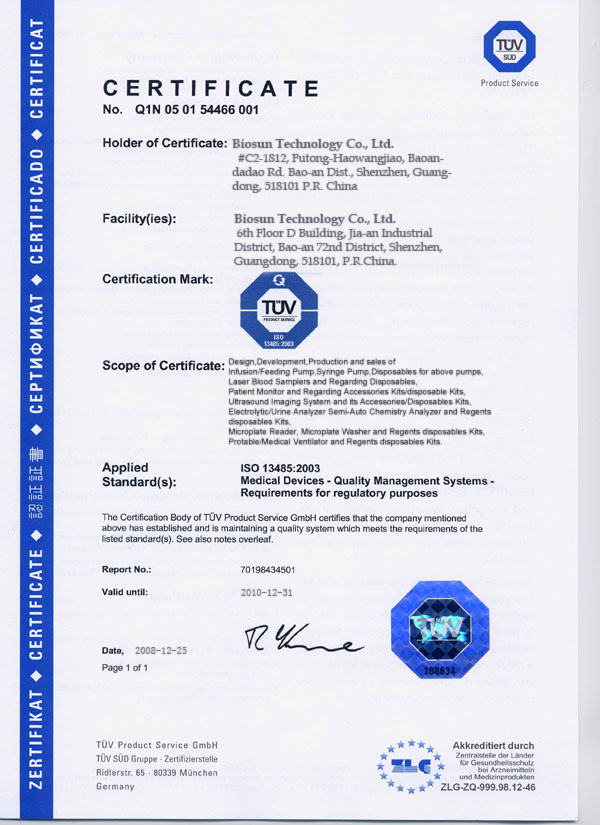 ZERTIFIKAT ◆ CERTIFICATE ◆ 認証証書 ◆ СЕРТИФИКАТ ◆ CERTIFICADO ◆ CERTIFICAT
TÜV
SÜD
Product Service
CERTIFICATE
No. Q1N 05 01 54466 001
Holder of Certificate: Biosun Technology Co., Ltd.
#C2-1812, Futong-Haowangjiao, Baoan-
dadao Rd. Bao-an Dist., Shenzhen, Guang-
dong, 518101 P.R. China
Facility(ies): Biosun Technology Co., Ltd.
6th Floor D Building, Jia-an Industrial
District, Bao-an 72nd District, Shenzhen,
Guangdong, 518101, P.R.China.
Certification Mark:
Q
TÜV
PRODUCT SERVICE
ISO
13485:2003
Scope of Certificate: Design,Development,Production and sales of
Infusion/Feeding Pump,Syringe Pump,Disposables for above pumps,
Laser Blood Samplers and Regarding Disposables,
Patient Monitor and Regarding Accessories Kits/disposable Kits,
Ultrasound Imaging System and its Accessories/Disposables Kits,
Electrolytic/Urine Analyzer Semi-Auto Chemistry Analyzer and Regents
disposables Kits,
Microplate Reader, Microplate Washer and Regents disposables Kits,
Protable/Medical Ventilator and Regents disposables Kits.
Applied ISO 13485:2003
Standard(s): Medical Devices - Quality Management Systems -
Requirements for regulatory purposes
The Certification Body of TÜV Product Service GmbH certifies that the company mentioned
above has established and is maintaining a quality system which meets the requirements of the
listed standard(s). See also notes overleaf.
Report No.: 70198434501
Valid until: 2010-12-31
Date, 2008-12-25
Page 1 of 1
TÜV
188634
TÜV Product Service GmbH
TÜV SÜD Gruppe · Zertifizierstelle
Ridlerstr. 65 · 80339 München
Germany
ZLG
Akkreditiert durch
Zentralstelle der Länder
für Gesundheitsschutz
bei Arzneimitteln
und Medizinprodukten
ZLG-ZQ-999.98.12-46